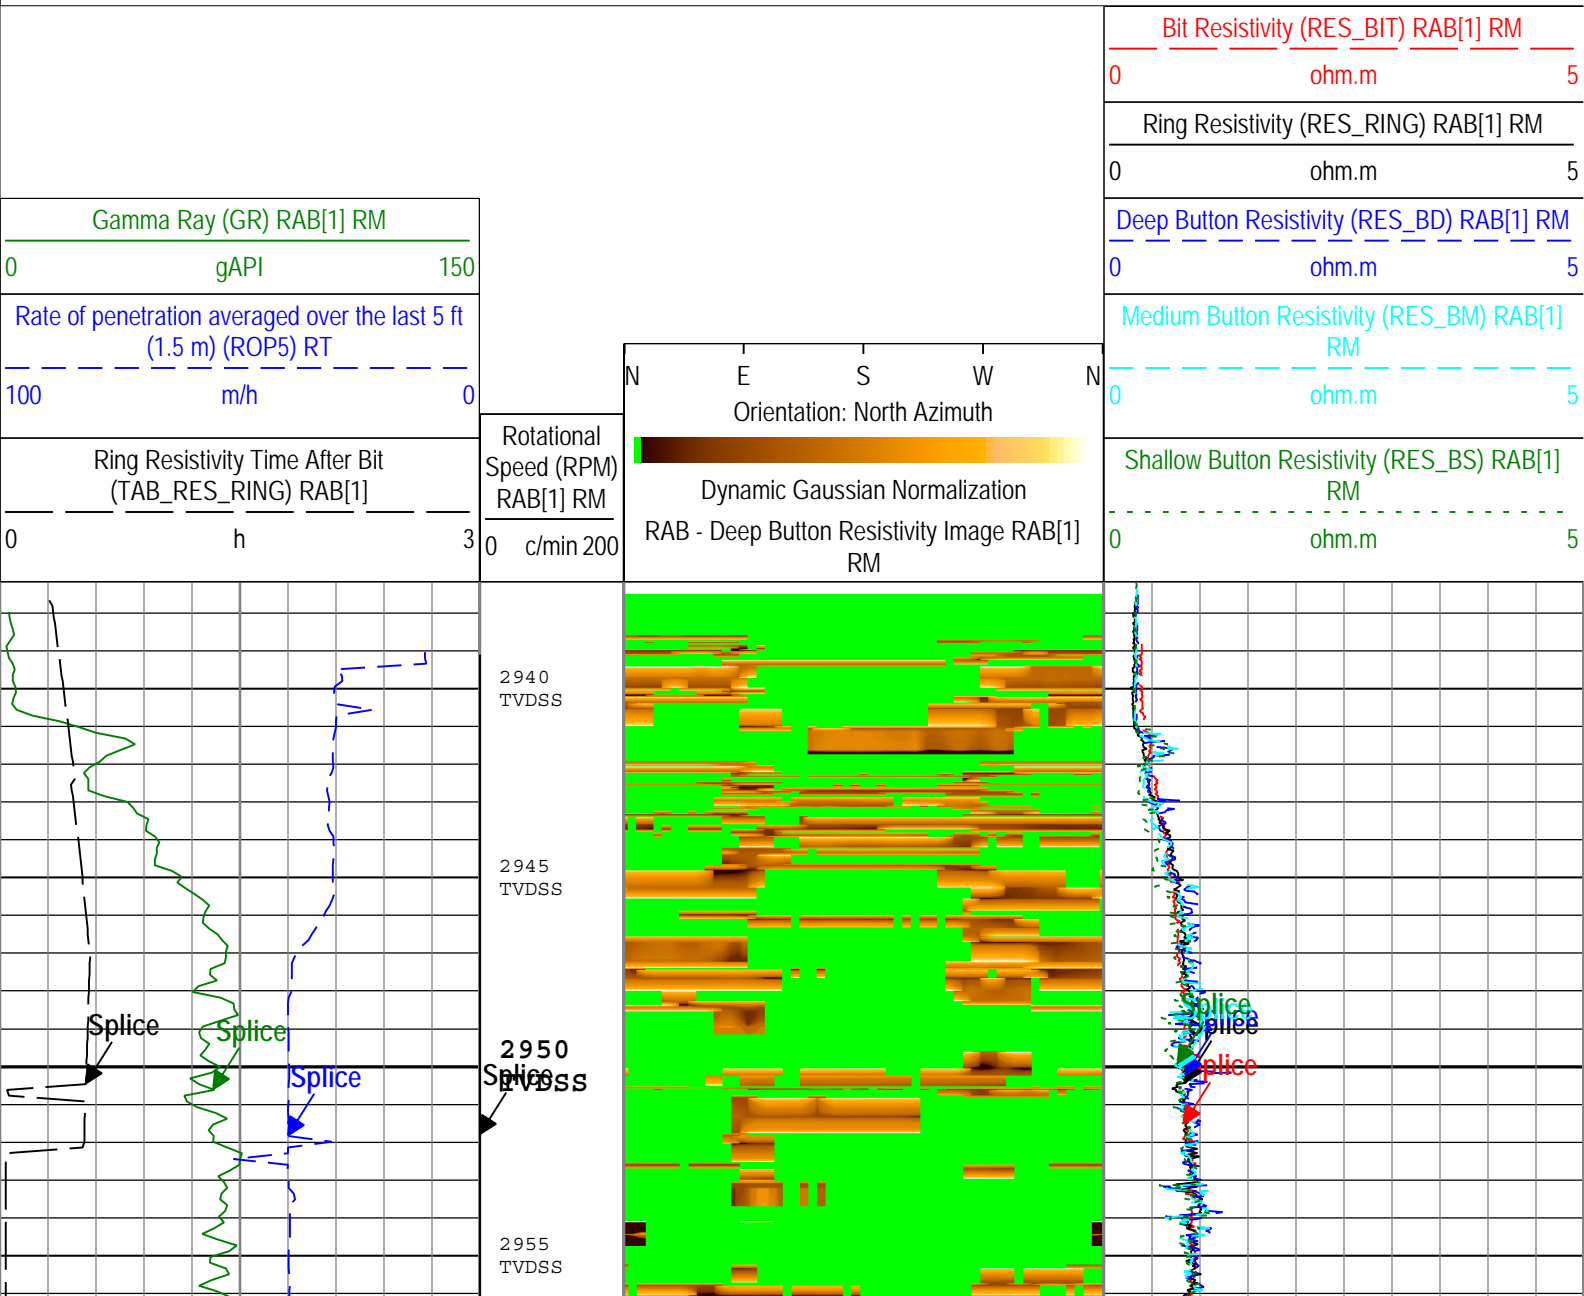 Bit Resistivity (RES_BIT) RAB[1] RM
0 ohm.m 5
Ring Resistivity (RES_RING) RAB[1] RM
0 ohm.m 5
Gamma Ray (GR) RAB[1] RM
0 gAPI 150
Deep Button Resistivity (RES_BD) RAB[1] RM
0 ohm.m 5
Rate of penetration averaged over the last 5 ft
(1.5 m) (ROP5) RT
100 m/h 0
Medium Button Resistivity (RES_BM) RAB[1]
RM
0 ohm.m 5
N E S W N
Orientation: North Azimuth
Ring Resistivity Time After Bit
(TAB_RES_RING) RAB[1]
0 h 3
Rotational
Speed (RPM)
RAB[1] RM
0 c/min 200
Dynamic Gaussian Normalization
RAB - Deep Button Resistivity Image RAB[1]
RM
Shallow Button Resistivity (RES_BS) RAB[1]
RM
0 ohm.m 5
2940
TVDSS
2945
TVDSS
Splice
Splice
Splice
2950
TVDSS
Splice
Splice
Splice
2955
TVDSS